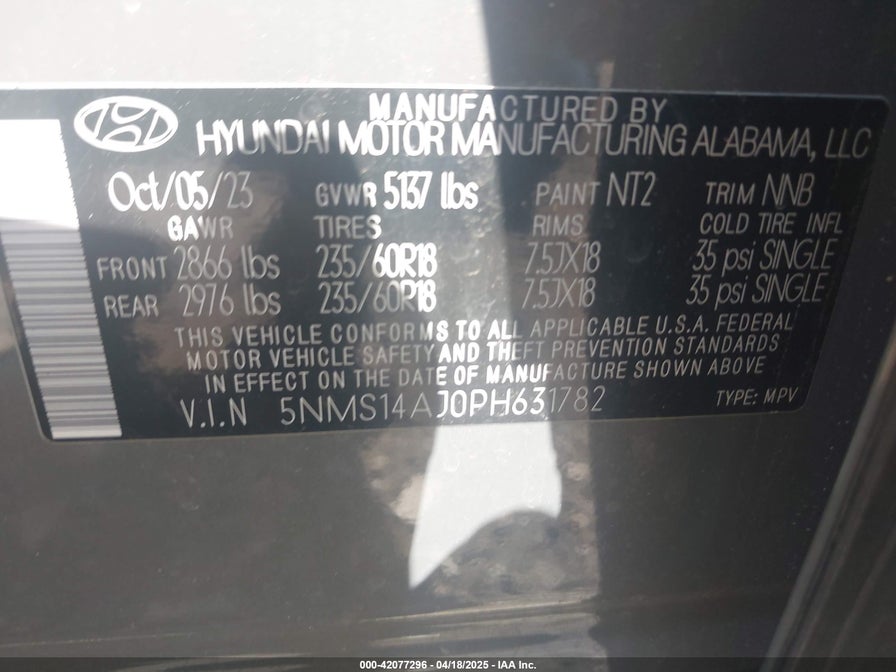 MANUFACTURED BY
HYUNDAI MOTOR MANUFACTURING ALABAMA, LLC
Oct/05/23 GVWR 5137 lbs PAINT NT2 TRIM NNB
GAWR TIRES RIMS COLD TIRE INFL
FRONT 2866 lbs 235/60R18 7.5JX18 35 psi SINGLE
REAR 2976 lbs 235/60R18 7.5JX18 35 psi SINGLE
THIS VEHICLE CONFORMS TO ALL APPLICABLE U.S.A. FEDERAL
MOTOR VEHICLE SAFETY AND THEFT PREVENTION STANDARDS
IN EFFECT ON THE DATE OF MANUFACTURE SHOWN ABOVE
V.I.N 5NMS14AJ0PH631782 TYPE: MPV
000-42077296 - 04/18/2025 - IAA Inc.